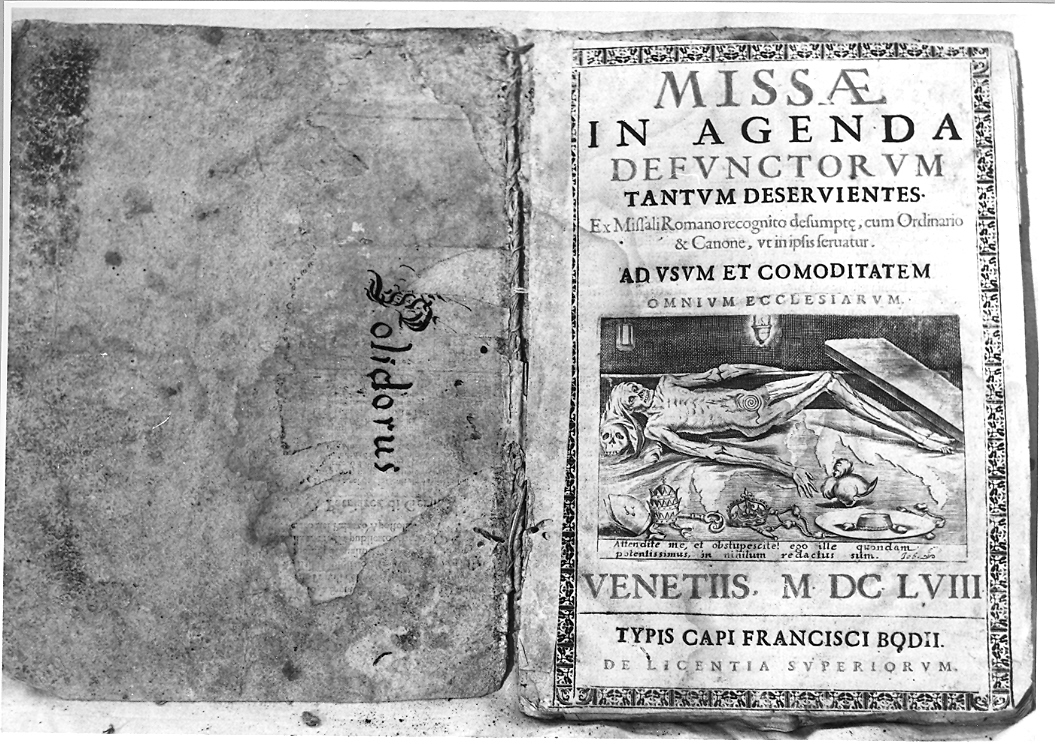 Polidorus
MISSÆ
IN AGENDA
DEFVNCTORVM
TANTVM DESERVIENTES.
Ex Missali Romano recognito desumptę, cum Ordinario
& Canone, vt in ipsis seruatur.
AD VSVM ET COMODITATEM
OMNIVM ECCLESIARVM.
Attendite me, et obstupescite! ego ille quondam
potentissimus, in nihilum redactus sum.
VENETIIS. M DC LVIII
TYPIS CAPI FRANCISCI BODII.
DE LICENTIA SVPERIORVM.